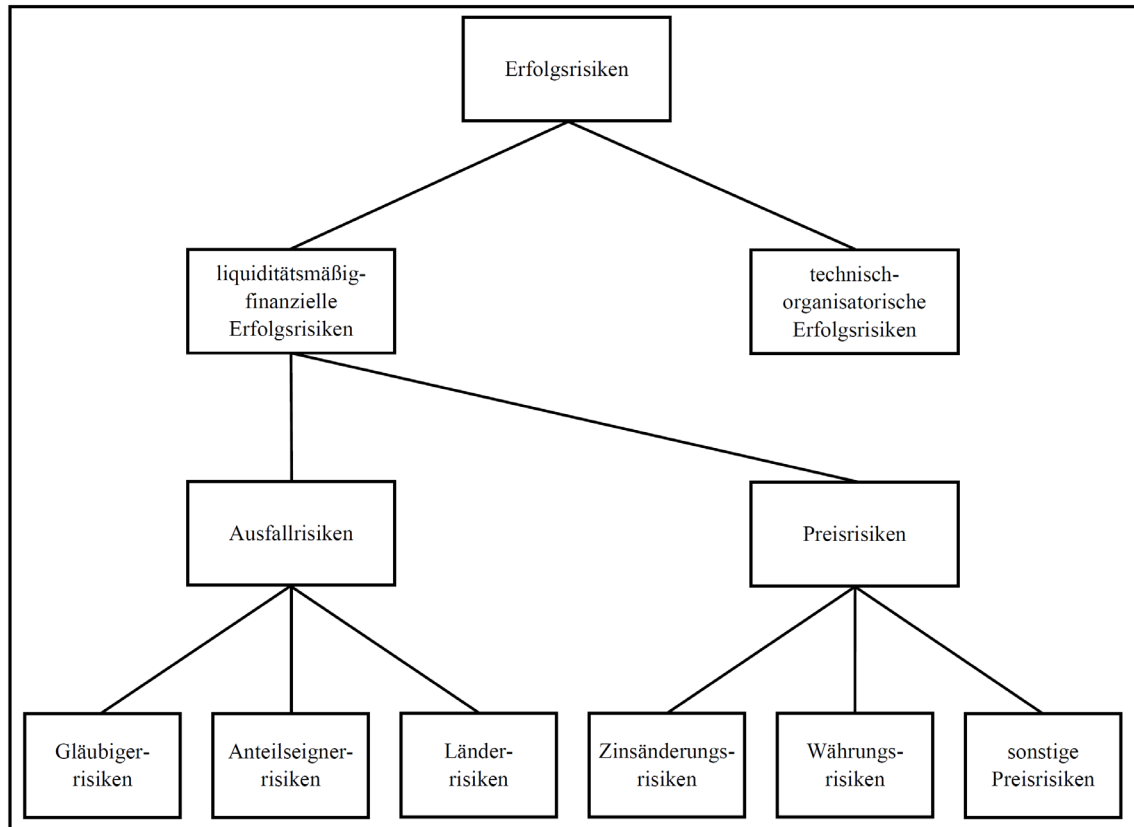 Erfolgsrisiken
liquiditätsmäßig-
finanzielle
Erfolgsrisiken
technisch-
organisatorische
Erfolgsrisiken
Ausfallrisiken
Preisrisiken
Gläubiger-
risiken
Anteilseigner-
risiken
Länder-
risiken
Zinsänderungs-
risiken
Währungs-
risiken
sonstige
Preisrisiken